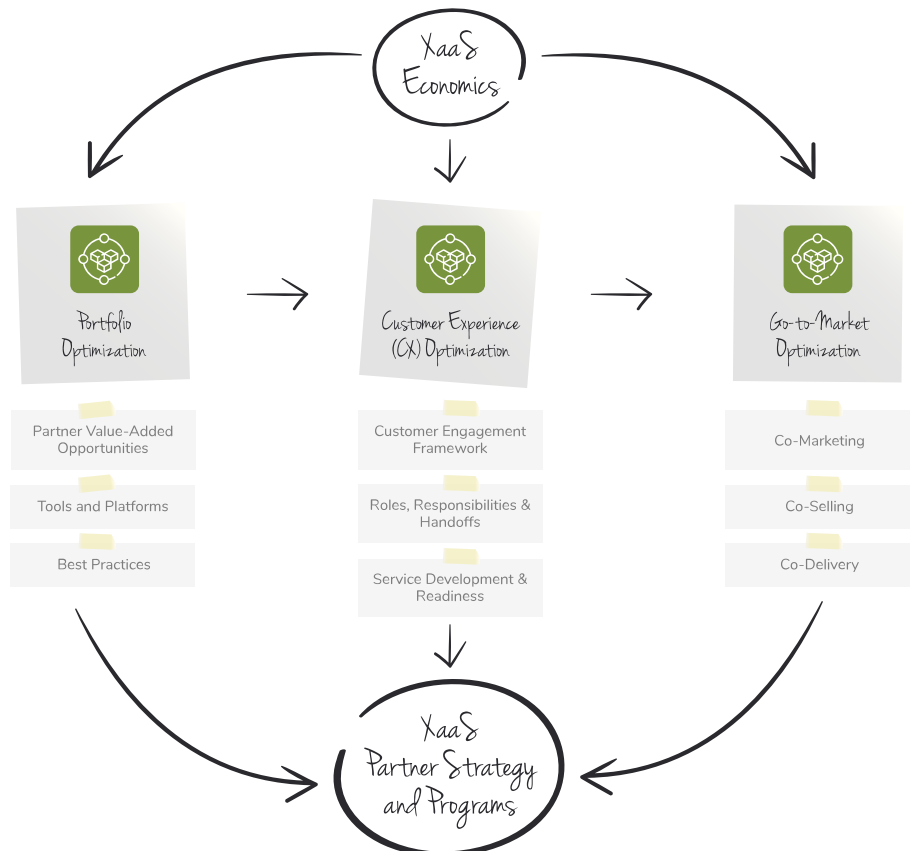 XaaS
Economics
Portfolio
Optimization
Customer Experience
(CX) Optimization
Go-to-Market
Optimization
Partner Value-Added
Opportunities
Tools and Platforms
Best Practices
Customer Engagement
Framework
Roles, Responsibilities &
Handoffs
Service Development &
Readiness
Co-Marketing
Co-Selling
Co-Delivery
XaaS
Partner Strategy
and Programs